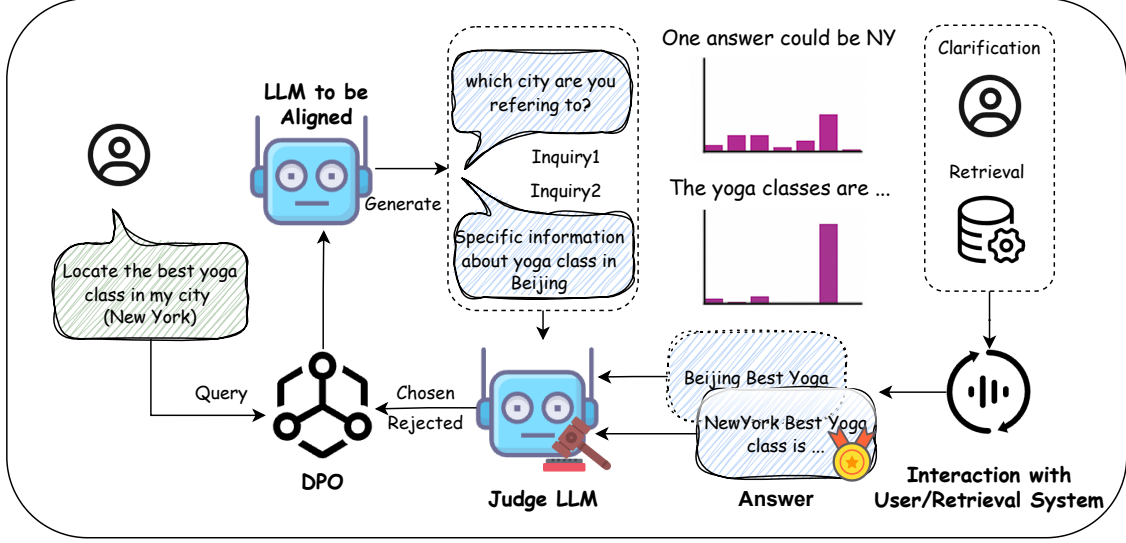 LLM to be
Aligned
Locate the best yoga
class in my city
(New York)
Query
DPO
Generate
which city are you
refering to?
Inquiry1
Inquiry2
Specific information
about yoga class in
Beijing
Chosen
Rejected
Judge LLM
One answer could be NY
The yoga classes are ...
Beijing Best Yoga
NewYork Best Yoga
class is ...
Answer
Clarification
Retrieval
Interaction with
User/Retrieval System